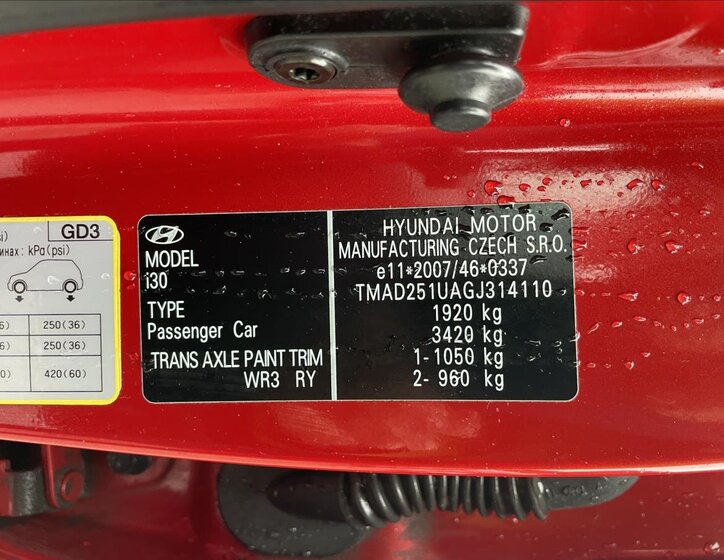 si)
GD3
инах: kPa(psi)
250(36)
250(36)
420(60)
MODEL
i30
TYPE
Passenger Car
TRANS AXLE PAINT TRIM
WR3 RY
HYUNDAI MOTOR
MANUFACTURING CZECH S.R.O.
e11*2007/46*0337
TMAD251UAGJ314110
1920 kg
3420 kg
1-1050 kg
2- 960 kg